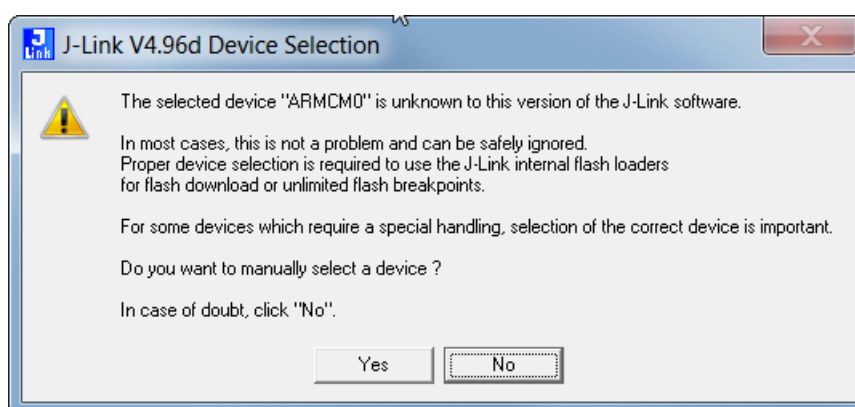 J Link
J-Link V4.96d Device Selection
The selected device "ARMCM0" is unknown to this version of the J-Link software.
In most cases, this is not a problem and can be safely ignored.
Proper device selection is required to use the J-Link internal flash loaders
for flash download or unlimited flash breakpoints.
For some devices which require a special handling, selection of the correct device is important.
Do you want to manually select a device ?
In case of doubt, click "No".
Yes
No